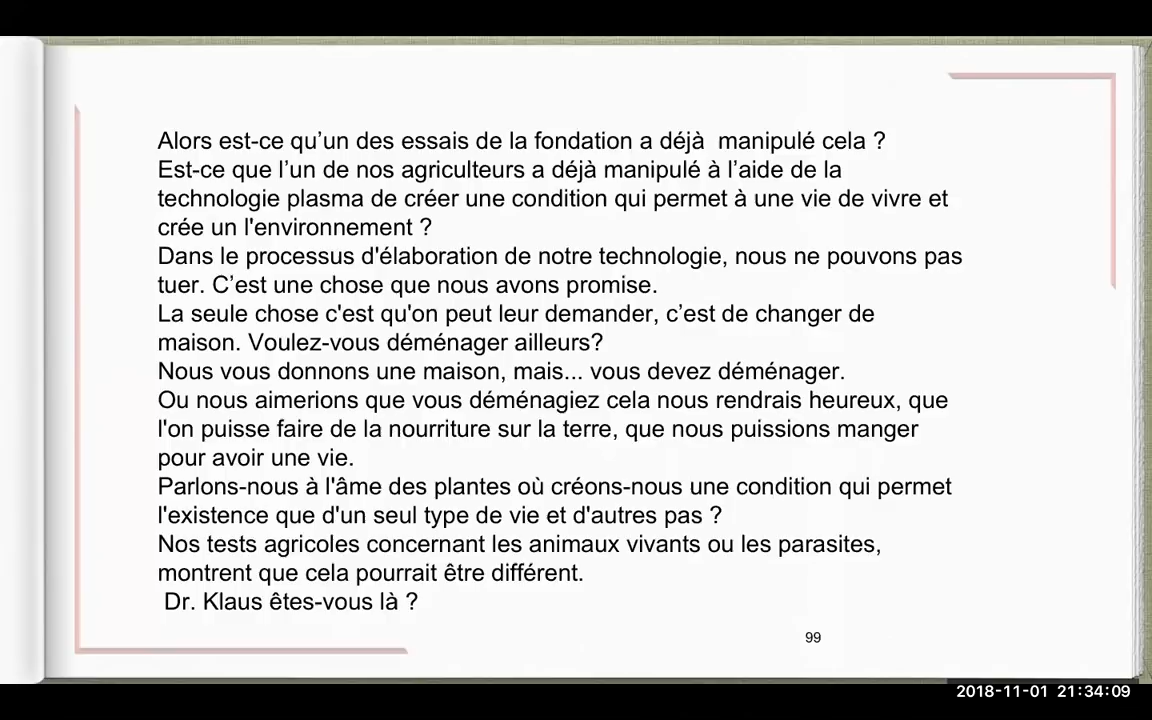 Alors est-ce qu’un des essais de la fondation a déjà  manipulé cela ?
Est-ce que l’un de nos agriculteurs a déjà manipulé à l’aide de la
technologie plasma de créer une condition qui permet à une vie de vivre et
crée un l'environnement ?
Dans le processus d'élaboration de notre technologie, nous ne pouvons pas
tuer. C’est une chose que nous avons promise.
La seule chose c'est qu'on peut leur demander, c’est de changer de
maison. Voulez-vous déménager ailleurs?
Nous vous donnons une maison, mais... vous devez déménager.
Ou nous aimerions que vous déménagiez cela nous rendrais heureux, que
l'on puisse faire de la nourriture sur la terre, que nous puissions manger
pour avoir une vie.
Parlons-nous à l'âme des plantes où créons-nous une condition qui permet
l'existence que d'un seul type de vie et d'autres pas ?
Nos tests agricoles concernant les animaux vivants ou les parasites,
montrent que cela pourrait être différent.
Dr. Klaus êtes-vous là ?
99
2018-11-01 21:34:09